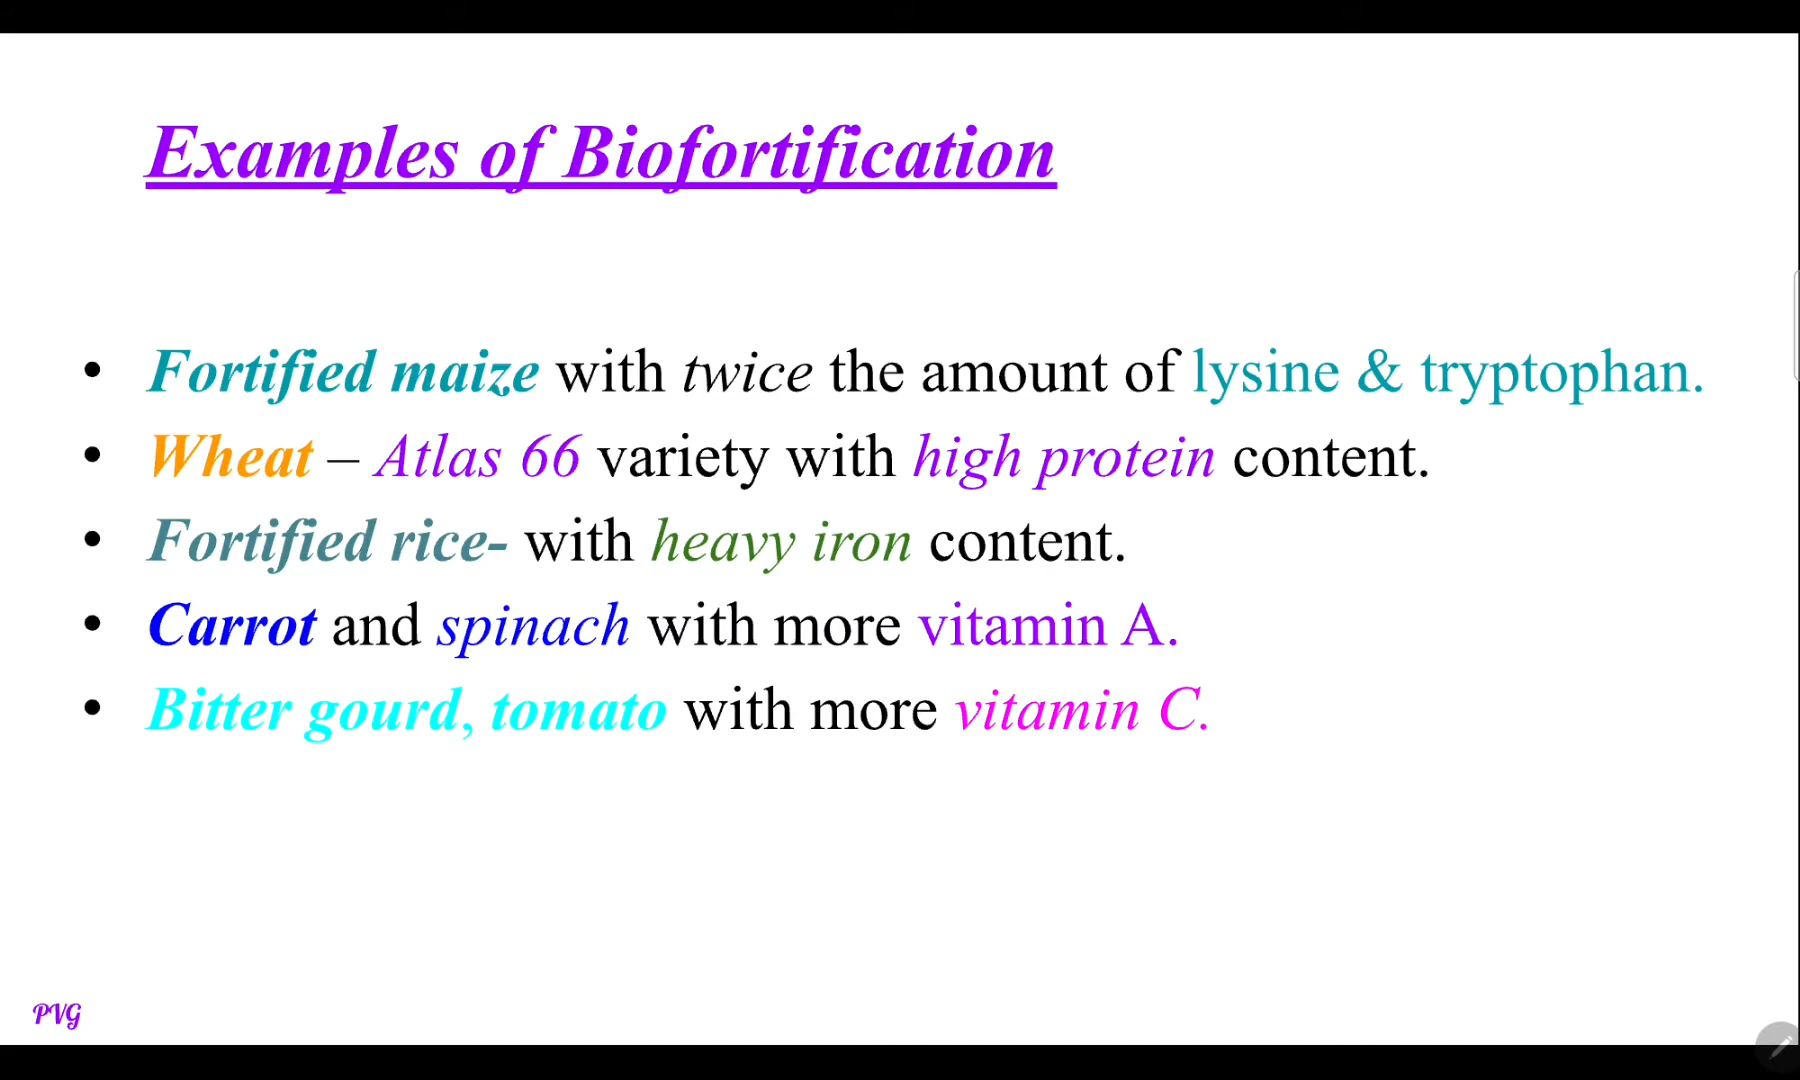 Examples of Biofortification
• Fortified maize with twice the amount of lysine & tryptophan.
• Wheat – Atlas 66 variety with high protein content.
• Fortified rice- with heavy iron content.
• Carrot and spinach with more vitamin A.
• Bitter gourd, tomato with more vitamin C.
PVG